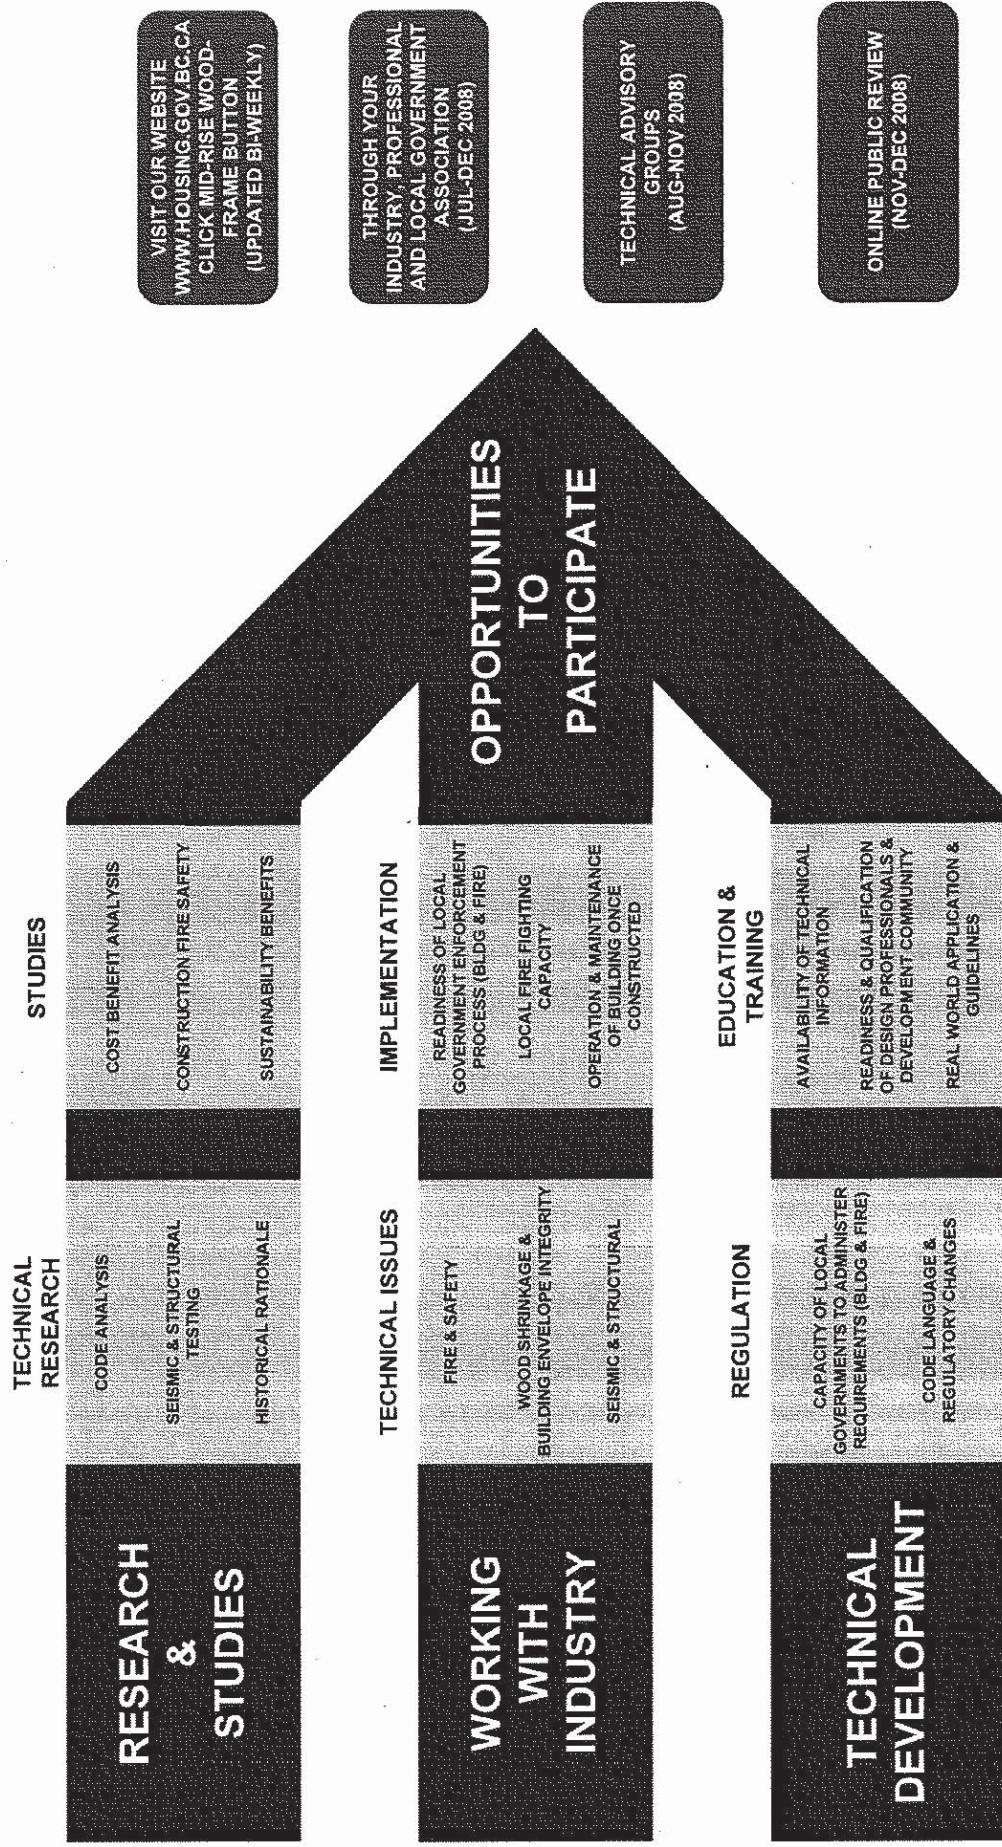 RESEARCH
&
STUDIES
TECHNICAL
RESEARCH
CODE ANALYSIS
SEISMIC & STRUCTURAL
TESTING
HISTORICAL RATIONALE
STUDIES
COST BENEFIT ANALYSIS
CONSTRUCTION FIRE SAFETY
SUSTAINABILITY BENEFITS
WORKING
WITH
INDUSTRY
TECHNICAL ISSUES
FIRE & SAFETY
WOOD SHRINKAGE &
BUILDING ENVELOPE INTEGRITY
SEISMIC & STRUCTURAL
IMPLEMENTATION
READINESS OF LOCAL
GOVERNMENT ENFORCEMENT
PROCESS (BLDG & FIRE)
LOCAL FIRE FIGHTING
CAPACITY
OPERATION & MAINTENANCE
OF BUILDING ONCE
CONSTRUCTED
TECHNICAL
DEVELOPMENT
REGULATION
CAPACITY OF LOCAL
GOVERNMENTS TO ADMINISTER
REQUIREMENTS (BLDG & FIRE)
CODE LANGUAGE &
REGULATORY CHANGES
EDUCATION &
TRAINING
AVAILABILITY OF TECHNICAL
INFORMATION
READINESS & QUALIFICATION
OF DESIGN PROFESSIONALS &
DEVELOPMENT COMMUNITY
REAL WORLD APPLICATION &
GUIDELINES
OPPORTUNITIES
TO
PARTICIPATE
VISIT OUR WEBSITE
WWW.HOUSING.GOV.BC.CA
CLICK MID-RISE WOOD-
FRAME BUTTON
(UPDATED BI-WEEKLY)
THROUGH YOUR
INDUSTRY, PROFESSIONAL
AND LOCAL GOVERNMENT
ASSOCIATION
(JUL-DEC 2008)
TECHNICAL ADVISORY
GROUPS
(AUG-NOV 2008)
ONLINE PUBLIC REVIEW
(NOV-DEC 2008)